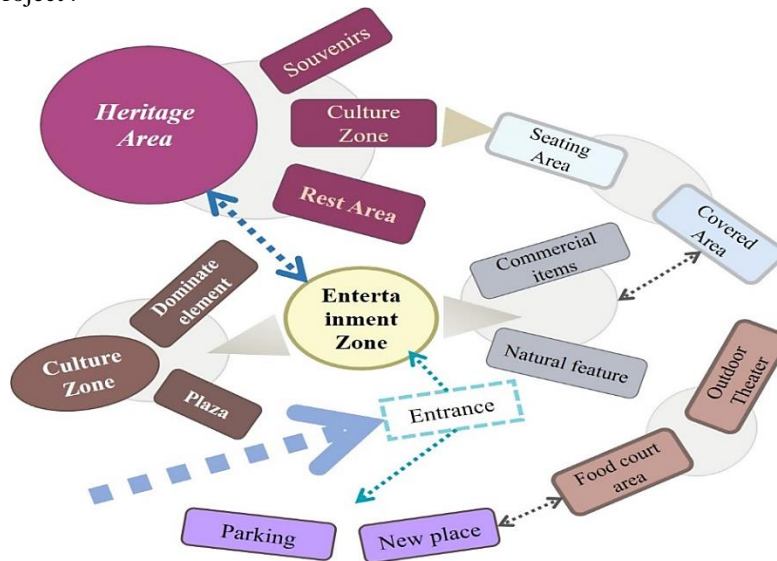 roject .
Souvenirs
Heritage
Area
Culture
Zone
Seating
Area
Rest Area
Covered
Area
Commercial
items
Dominate
element
Enterta
inment
Zone
Culture
Zone
Natural feature
Outdoor
Theater
Plaza
Entrance
Food court
area
Parking
New place